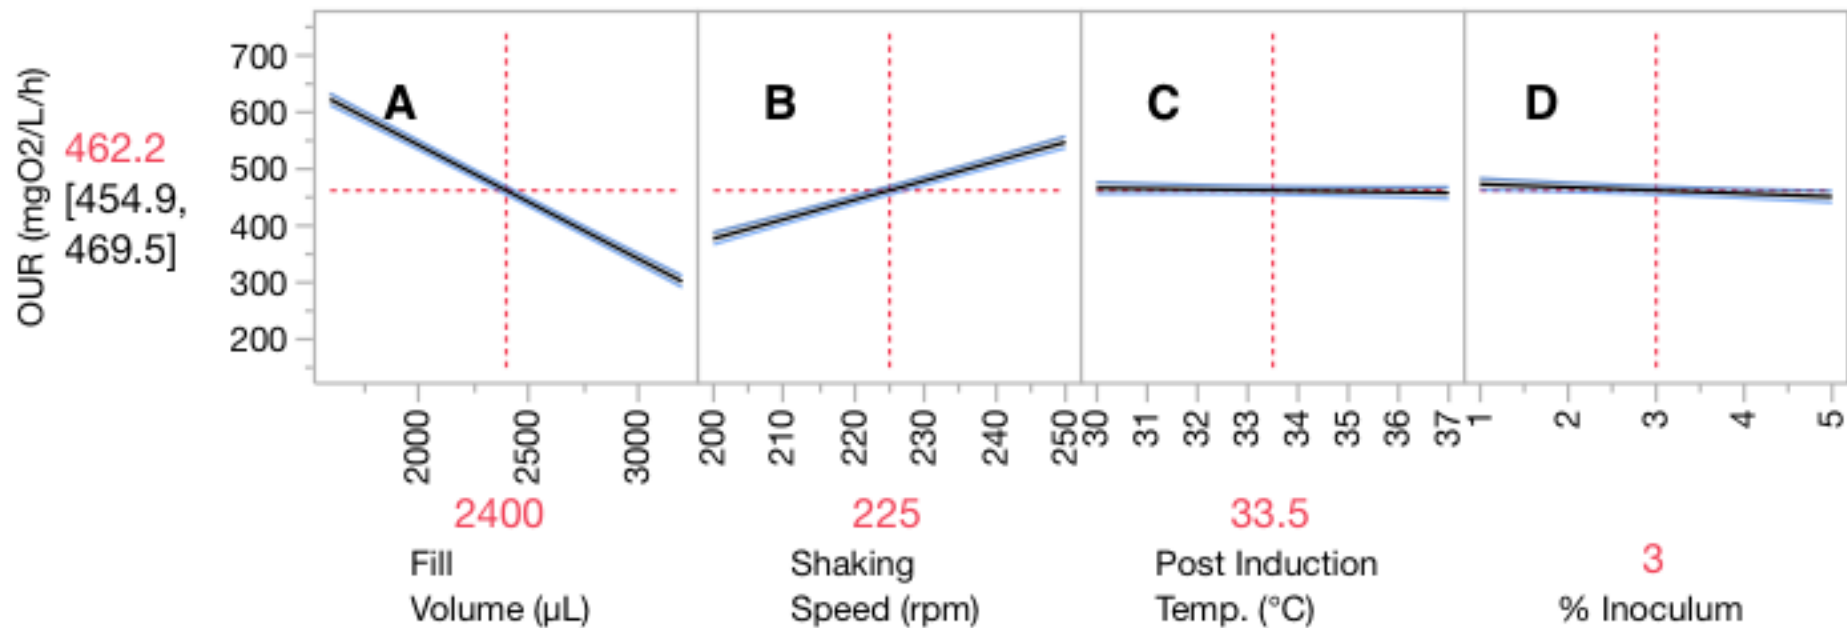 OUR (mgO2/L/h)
462.2
[454.9,
469.5]
700
600
500
400
300
200
A
B
C
D
2000
2500
3000
200
210
220
230
240
250
30
31
32
33
34
35
36
37
1
2
3
4
5
2400
225
33.5
3
Fill
Volume (µL)
Shaking
Speed (rpm)
Post Induction
Temp. (°C)
% Inoculum